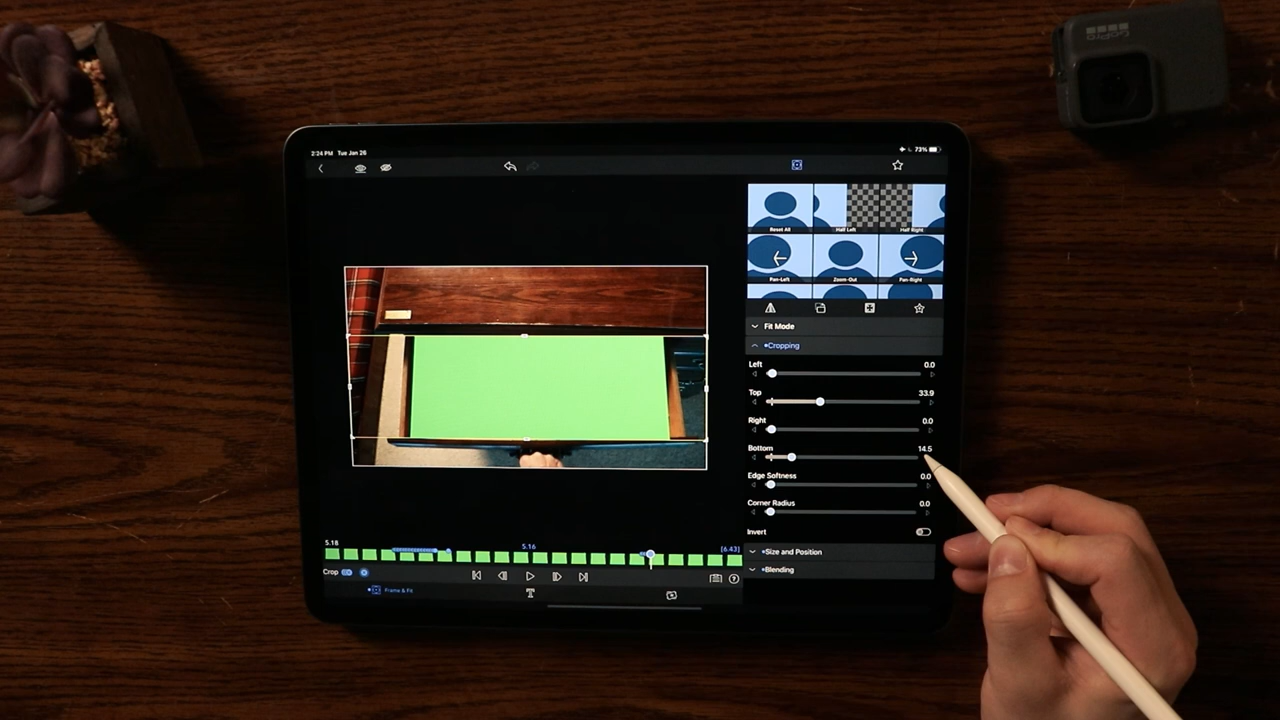 GoPro
2:24 PM Tue Jan 26
73%
Reset All Half Left Half Right
Pan-Left Zoom-Out Pan-Right
Fit Mode
Cropping
Left 0.0
Top 33.9
Right 0.0
Bottom 14.5
Edge Softness 0.0
Corner Radius 0.0
Invert
Size and Position
Blending
5.18 5.16 [6.43]
Crop
Frame & Fit
T